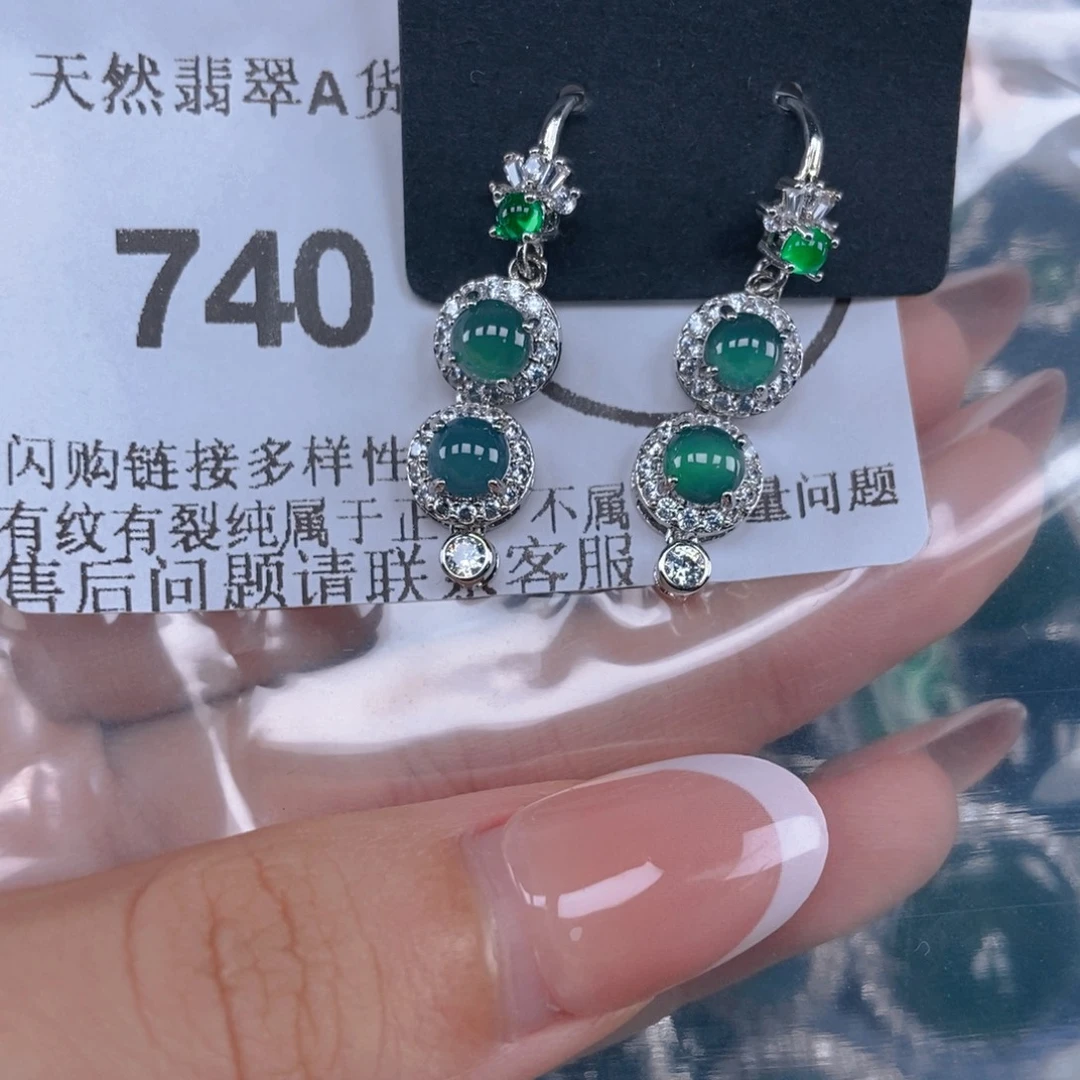 天然翡翠A货
740
闪购链接多样性
有纹有裂纯属于正 不属 量问题
售后问题请联 客服